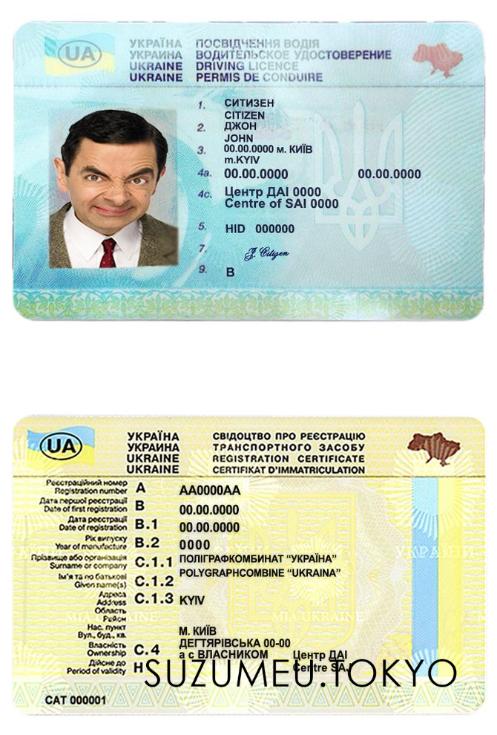 UA
УКРАЇНА ПОСВІДЧЕННЯ ВОДІЯ
УКРАИНА ВОДИТЕЛЬСКОЕ УДОСТОВЕРЕНИЕ
UKRAINE DRIVING LICENCE
UKRAINE PERMIS DE CONDUIRE
1. СИТИЗЕН
CITIZEN
2. ДЖОН
JOHN
3. 00.00.0000 м. КИЇВ
m.KYIV
4a. 00.00.0000 00.00.0000
4c. Центр ДАІ 0000
Centre of SAI 0000
5. HID 000000
7. J. Citizen
9. B
UA
УКРАЇНА СВІДОЦТВО ПРО РЕЄСТРАЦІЮ
УКРАИНА ТРАНСПОРТНОГО ЗАСОБУ
UKRAINE REGISTRATION CERTIFICATE
UKRAINE CERTIFIKAT D'IMMATRICULATION
Реєстраційний номер
Registration number A AA0000AA
Дата першої реєстрації
Date of first registration B 00.00.0000
Дата реєстрації
Date of registration B.1 00.00.0000
Рік випуску
Year of manufacture B.2 0000
Прізвище або організація
Surname or company C.1.1 ПОЛІГРАФКОМБИНАТ "УКРАЇНА"
POLYGRAPHCOMBINE "UKRAINA"
Ім'я та по батькові
Given name(s) C.1.2
Адреса
Address C.1.3 KYIV
Область
Район
Нас. пункт М. КИЇВ
Вул., буд., кв. ДЕГТЯРІВСЬКА 00-00
Власність
Ownership C.4 а с ВЛАСНИКОМ Центр ДАІ
Дійсне до Centre SA
Period of validity H
SUZUMEU.TOKYO
CAT 000001